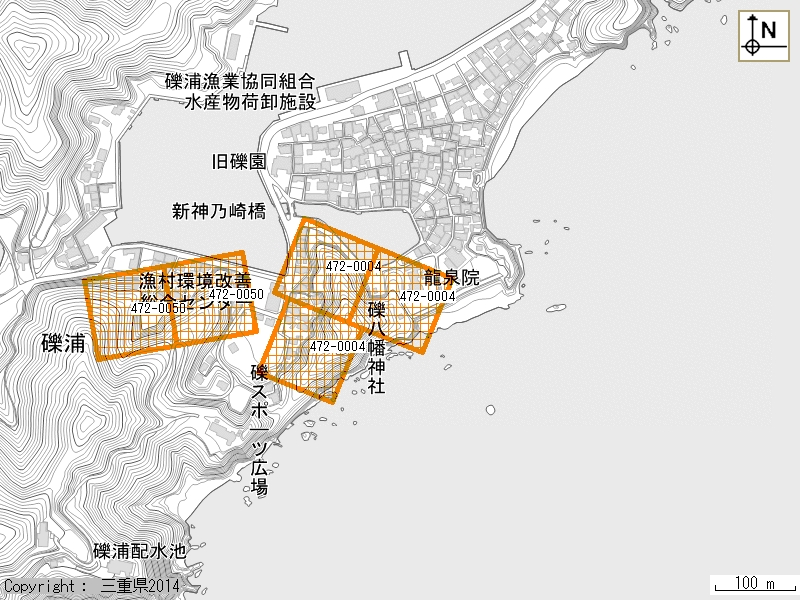 N
礫浦漁業協同組合
水産物荷卸施設
旧礫園
新神乃崎橋
漁村環境改善
総合センター
472-0050
472-0050
472-0004
472-0004
472-0004
龍泉院
礫八幡神社
礫浦
礫スポーツ広場
礫浦配水池
Copyright : 三重県2014
100 m